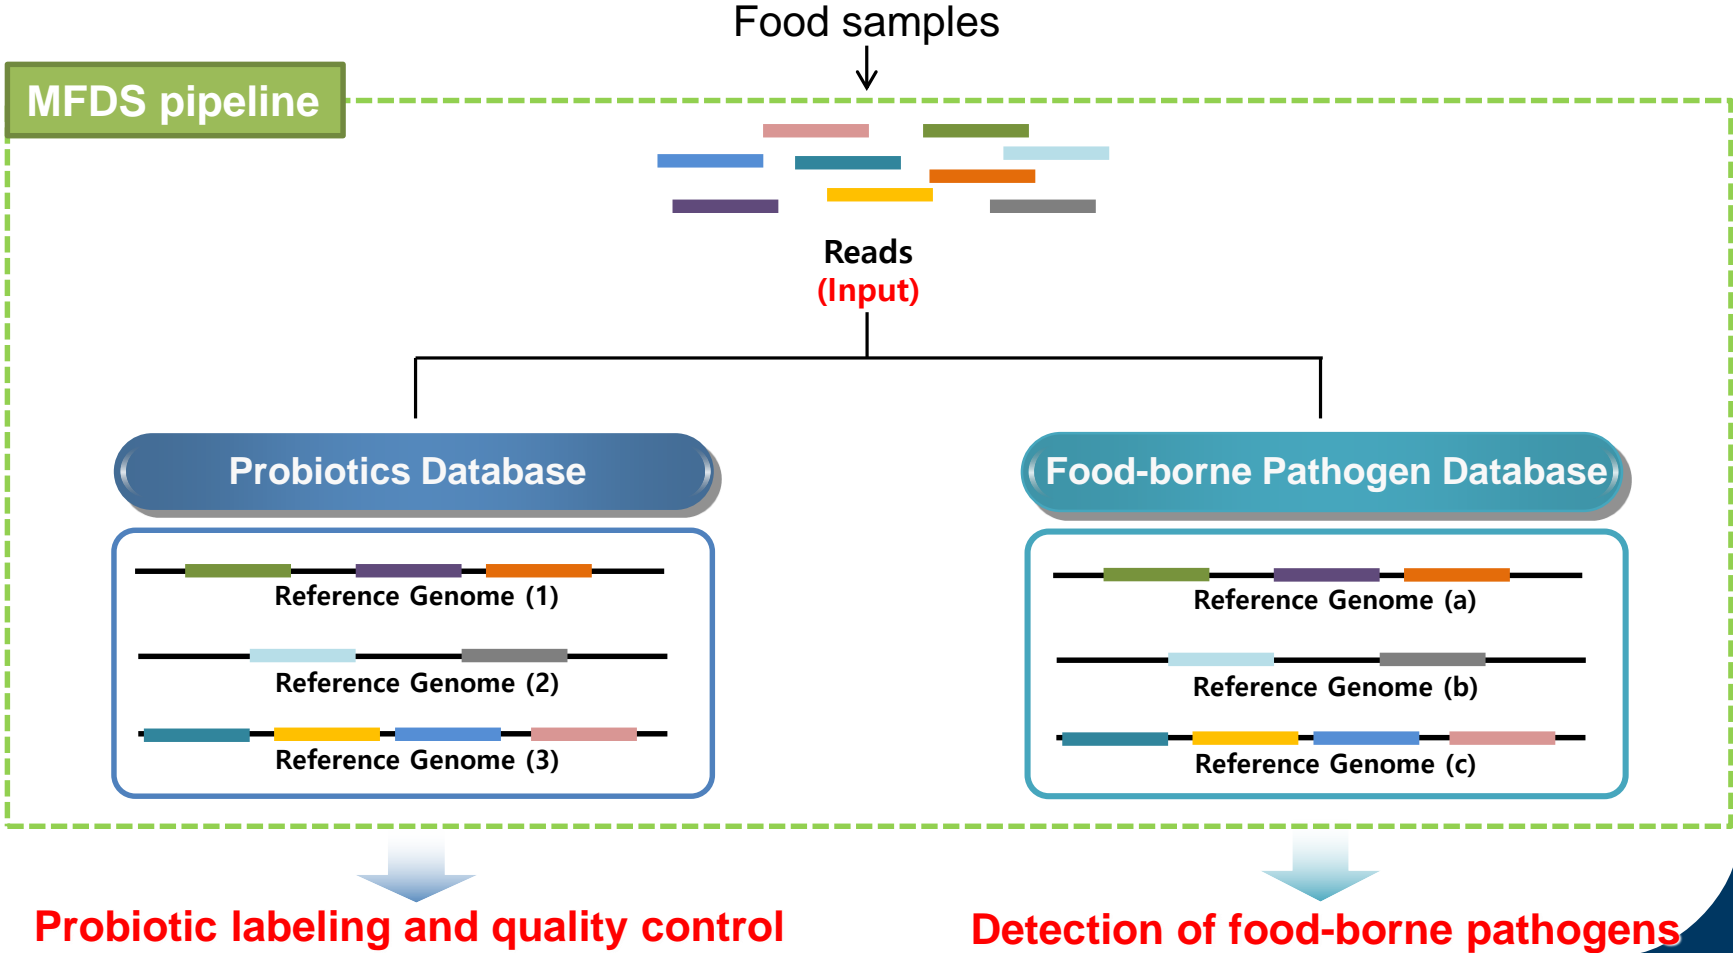 Food samples
MFDS pipeline
Reads
(Input)
Probiotics Database
Reference Genome (1)
Reference Genome (2)
Reference Genome (3)
Food-borne Pathogen Database
Reference Genome (a)
Reference Genome (b)
Reference Genome (c)
Probiotic labeling and quality control
Detection of food-borne pathogens